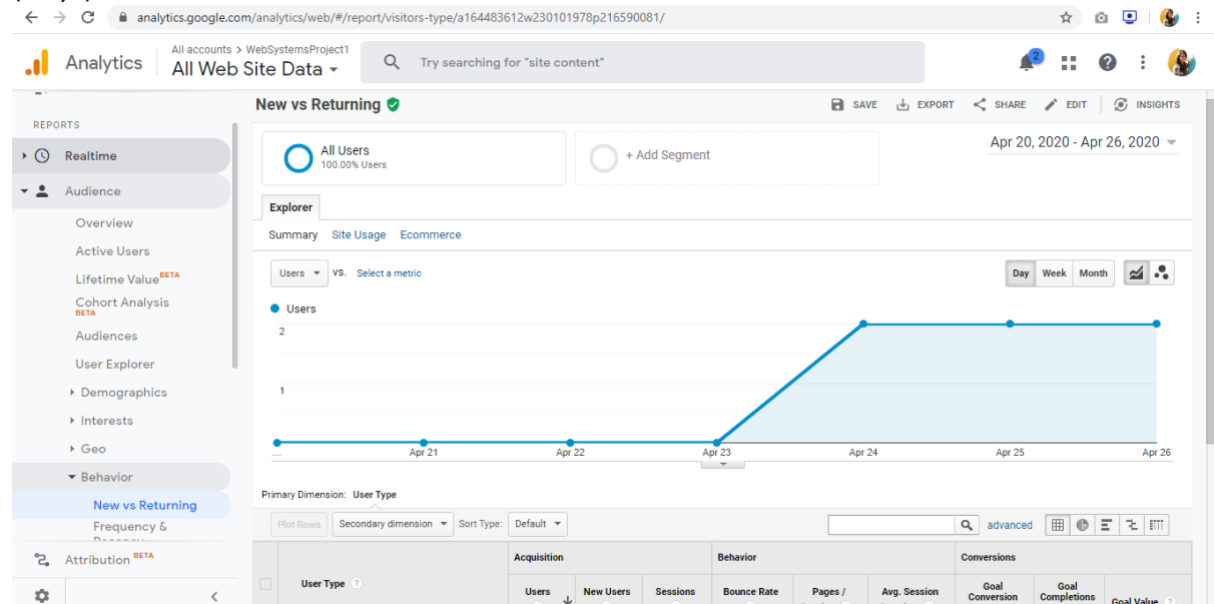 analytics.google.com/analytics/web/#/report/visitors-type/a164483612w230101978p216590081/
Analytics
All accounts > WebSystemsProject1
All Web Site Data
Try searching for "site content"
2
REPORTS
Realtime
Audience
Overview
Active Users
Lifetime Value BETA
Cohort Analysis
BETA
Audiences
User Explorer
Demographics
Interests
Geo
Behavior
New vs Returning
Frequency &
Attribution BETA
New vs Returning
SAVE EXPORT SHARE EDIT INSIGHTS
All Users
100.00% Users
+ Add Segment
Apr 20, 2020 - Apr 26, 2020
Explorer
Summary Site Usage Ecommerce
Users VS. Select a metric
Day Week Month
Users
2
1
... Apr 21 Apr 22 Apr 23 Apr 24 Apr 25 Apr 26
Primary Dimension: User Type
Plot Rows Secondary dimension Sort Type: Default advanced
Acquisition Behavior Conversions
User Type
Users New Users Sessions Bounce Rate Pages / Avg. Session Goal Conversion Goal Completions Goal Value